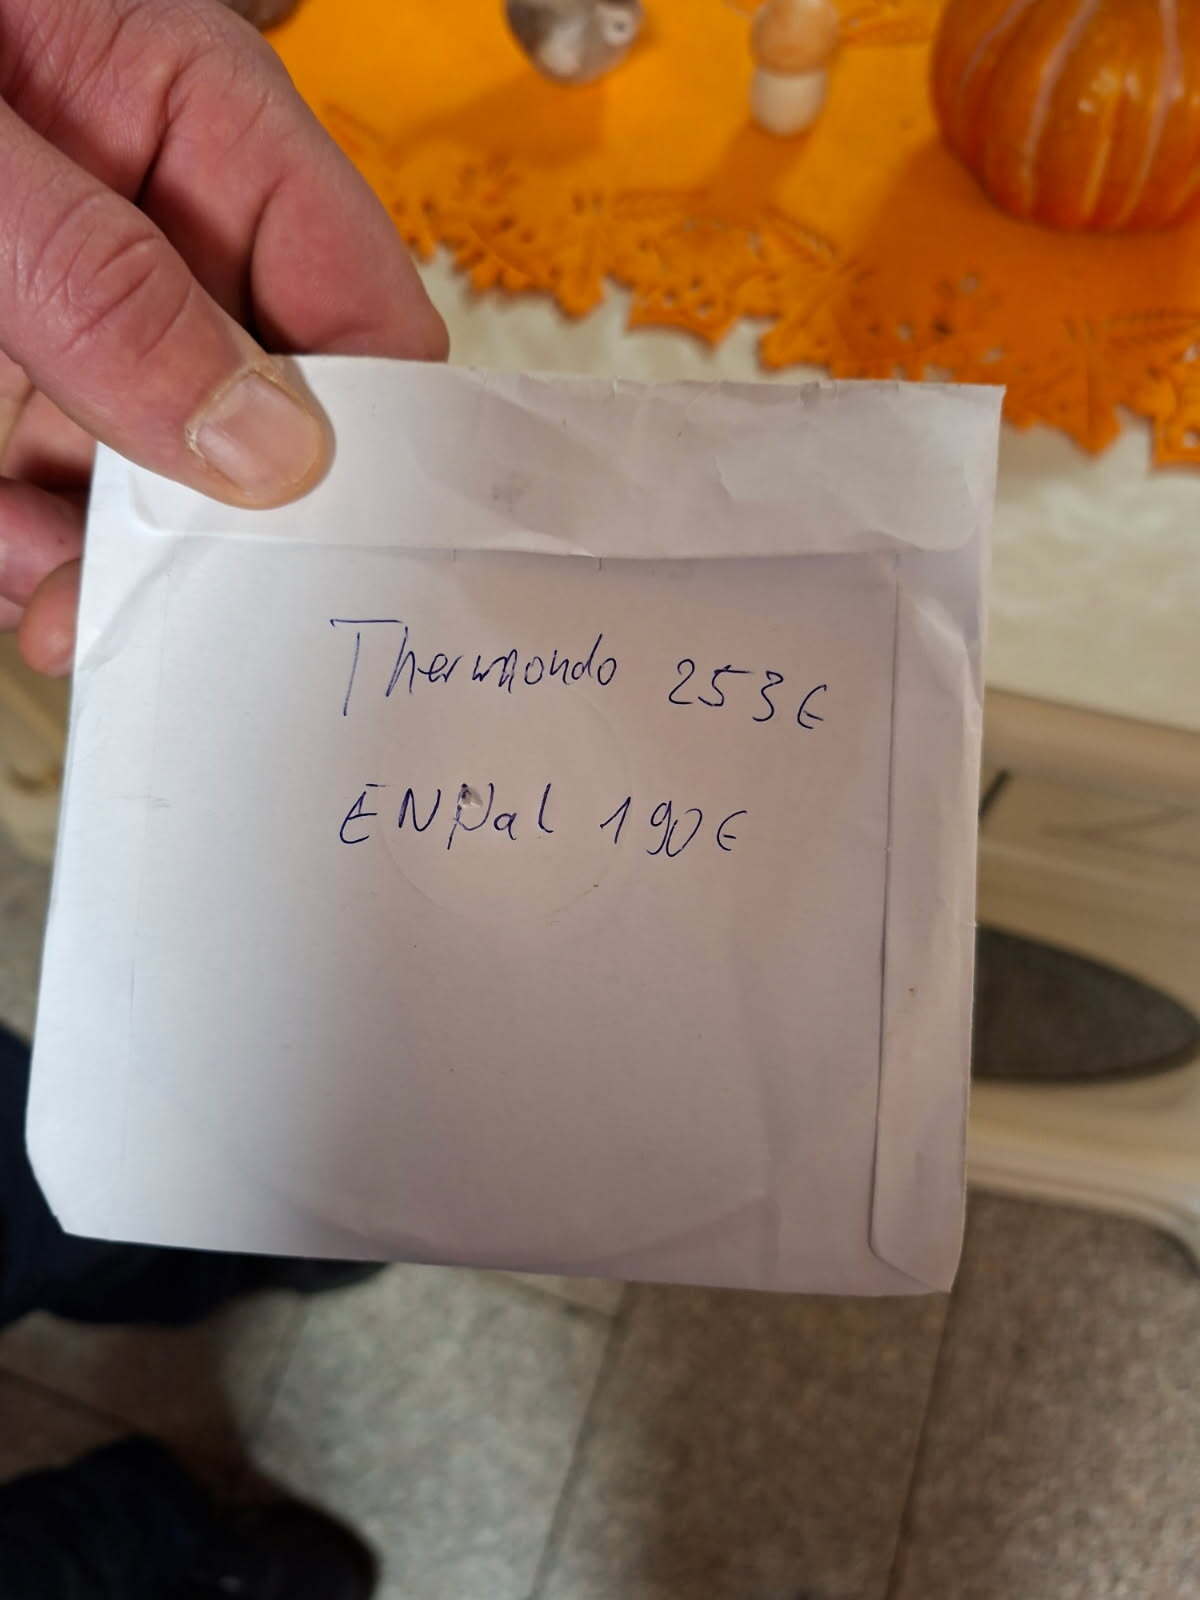 Thermondo 253€
ENPal 190€